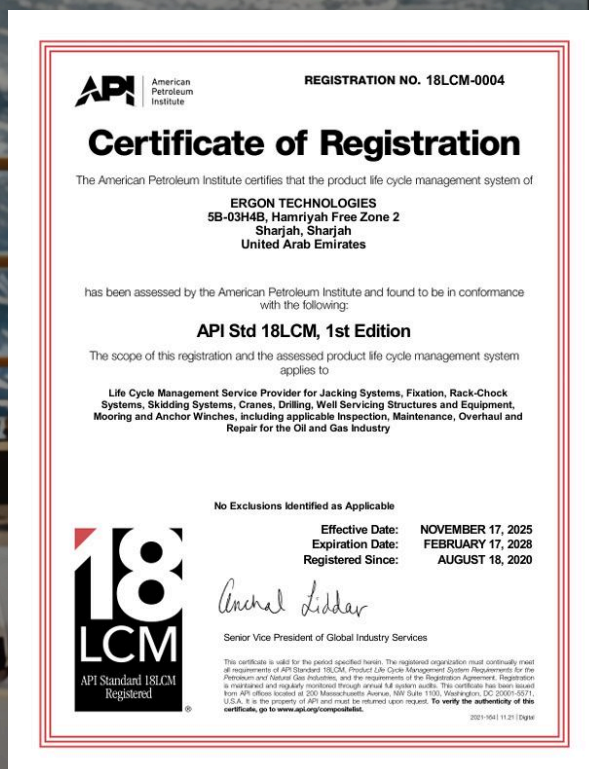 API American
Petroleum
Institute
REGISTRATION NO. 18LCM-0004
Certificate of Registration
The American Petroleum Institute certifies that the product life cycle management system of
ERGON TECHNOLOGIES
5B-03H4B, Hamriyah Free Zone 2
Sharjah, Sharjah
United Arab Emirates
has been assessed by the American Petroleum Institute and found to be in conformance
with the following:
API Std 18LCM, 1st Edition
The scope of this registration and the assessed product life cycle management system
applies to
Life Cycle Management Service Provider for Jacking Systems, Fixation, Rack-Chock
Systems, Skidding Systems, Cranes, Drilling, Well Servicing Structures and Equipment,
Mooring and Anchor Winches, including applicable Inspection, Maintenance, Overhaul and
Repair for the Oil and Gas Industry
No Exclusions Identified as Applicable
Effective Date: NOVEMBER 17, 2025
Expiration Date: FEBRUARY 17, 2028
Registered Since: AUGUST 18, 2020
Anchal Liddar
Senior Vice President of Global Industry Services
18
LCM
API Standard 18LCM
Registered
®
This certificate is valid for the period specified herein. The registered organization must continually meet
all requirements of API Standard 18LCM, Product Life Cycle Management System Requirements for the
Petroleum and Natural Gas Industries, and the requirements of the Registration Agreement. Registration
is maintained and regularly monitored through annual full system audits. This certificate has been issued
from API offices located at 200 Massachusetts Avenue, NW Suite 1100, Washington, DC 20001-5571,
U.S.A. It is the property of API and must be returned upon request. To verify the authenticity of this
certificate, go to www.api.org/compositelist.
2021-164 | 11.21 | Digital